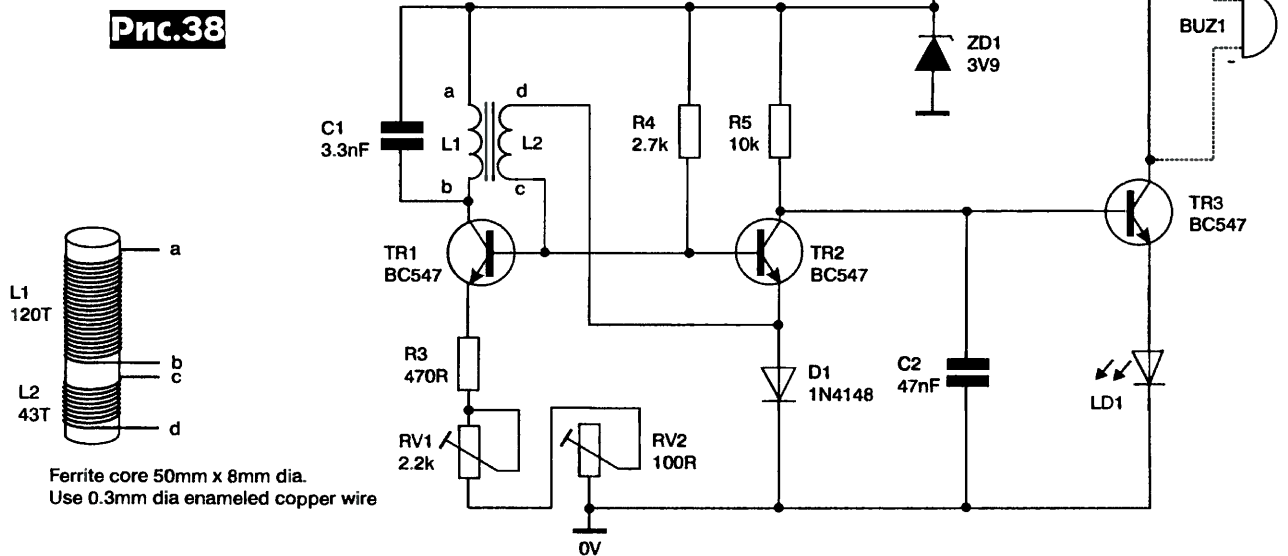 Рис.38
BUZ1
-
ZD1
3V9
a
d
C1
3.3nF
L1
L2
R4
2.7k
R5
10k
b
c
TR1
BC547
TR2
BC547
TR3
BC547
L1
120T
a
b
c
L2
43T
d
R3
470R
D1
1N4148
C2
47nF
LD1
RV1
2.2k
RV2
100R
Ferrite core 50mm x 8mm dia.
Use 0.3mm dia enameled copper wire
0V